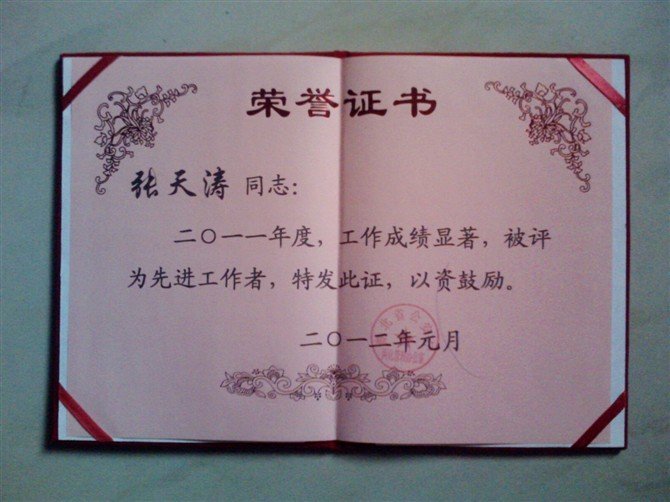 荣誉证书
张天涛 同志：
二〇一一年度，工作成绩显著，被评
为先进工作者，特发此证，以资鼓励。
二〇一二年元月